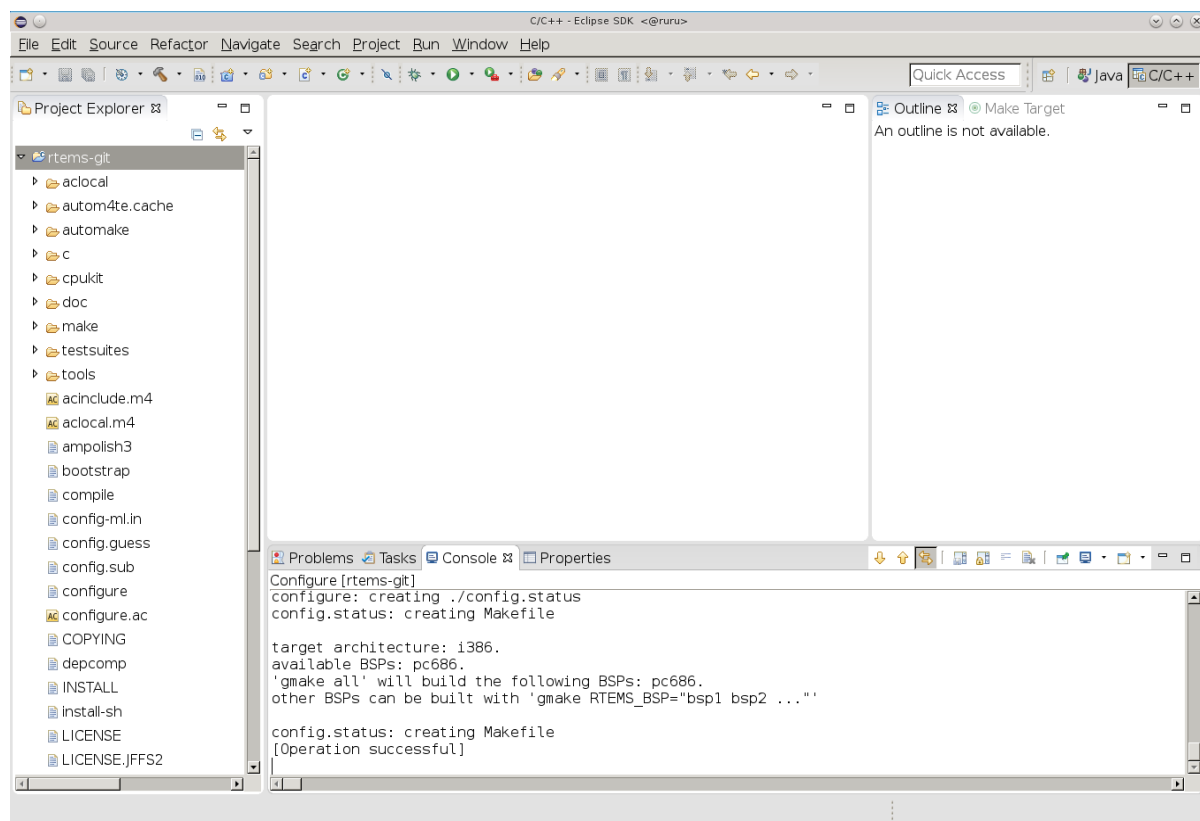 C/C++ - Eclipse SDK <@ruru>
File Edit Source Refactor Navigate Search Project Run Window Help
Quick Access Java C/C++
Project Explorer
rtems-git
aclocal
autom4te.cache
automake
c
cpukit
doc
make
testsuites
tools
acinclude.m4
aclocal.m4
ampolish3
bootstrap
compile
config-ml.in
config.guess
config.sub
configure
configure.ac
COPYING
depcomp
INSTALL
install-sh
LICENSE
LICENSE.JFFS2
Outline Make Target
An outline is not available.
Problems Tasks Console Properties
Configure [rtems-git]
configure: creating ./config.status
config.status: creating Makefile
target architecture: i386.
available BSPs: pc686.
'gmake all' will build the following BSPs: pc686.
other BSPs can be built with 'gmake RTEMS_BSP="bsp1 bsp2 ..."'
config.status: creating Makefile
[Operation successful]